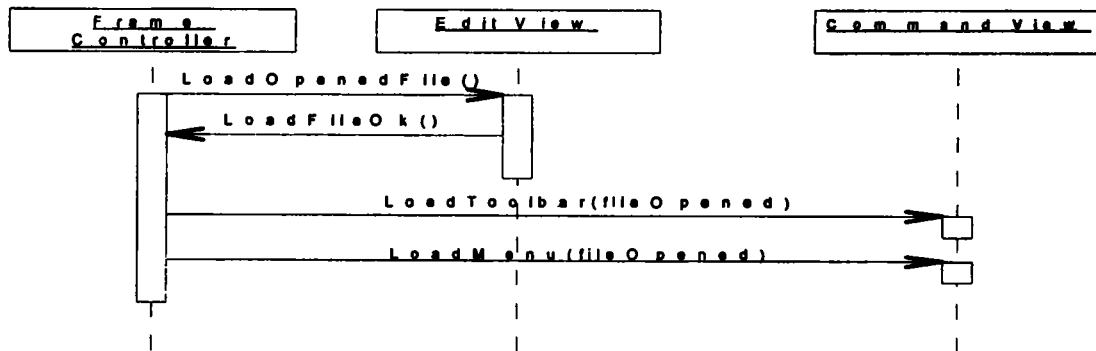 Frame
Controller
Edit View
Command View
LoadOpenedFile()
LoadFileOk()
LoadToolbar(fileOpened)
LoadMenu(fileOpened)